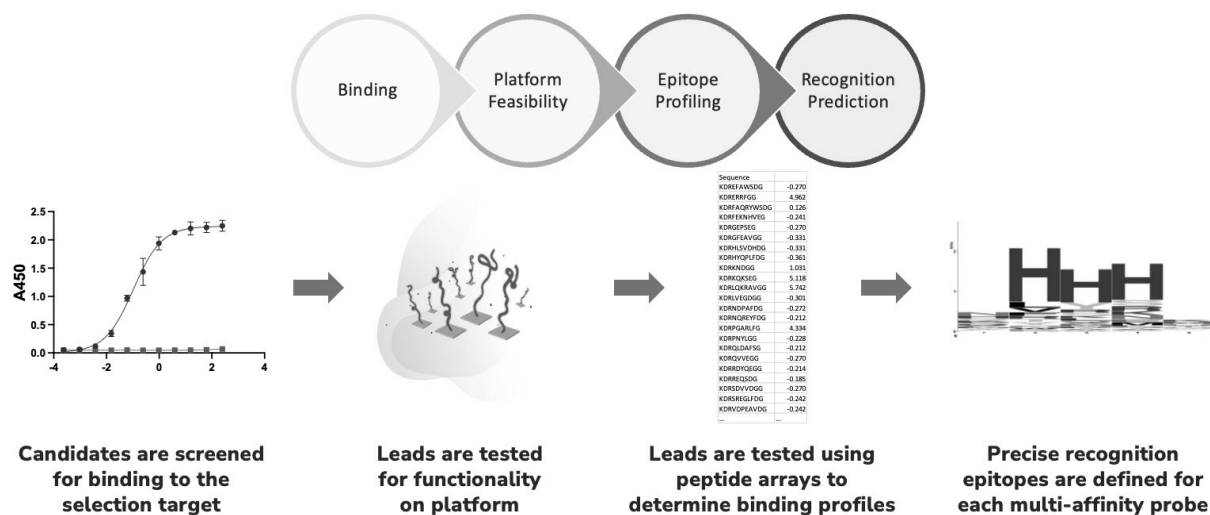 Binding
Platform
Feasibility
Epitope
Profiling
Recognition
Prediction
A450
2.5
2.0
1.5
1.0
0.5
0.0
-4
-2
0
2
4
Sequence
KDREFAWSDG -0.270
KDRERRFGG 4.962
KDRFAQRYWSDG 0.126
KDRFEKNHVEG -0.241
KDRGEPSEG -0.270
KDRGFEAVGG -0.331
KDRHLSVDHDG -0.331
KDRHYQPLFDG -0.361
KDRKNDGG 1.031
KDRKQKSEG 5.118
KDRLQKRAVGG 5.742
KDRLVEGDGG -0.301
KDRNDPAFDG -0.272
KDRNQREYFDG -0.212
KDRPGARLFG 4.334
KDRPNYLGG -0.228
KDRQLDAFSG -0.212
KDRQVVEGG -0.270
KDRRDYQEGG -0.214
KDRREQSDG -0.185
KDRSDVVDGG -0.270
KDRSREGLFDG -0.242
KDRVDPEAVDG -0.242
... ...
H H H
Candidates are screened
for binding to the
selection target
Leads are tested
for functionality
on platform
Leads are tested using
peptide arrays to
determine binding profiles
Precise recognition
epitopes are defined for
each multi-affinity probe